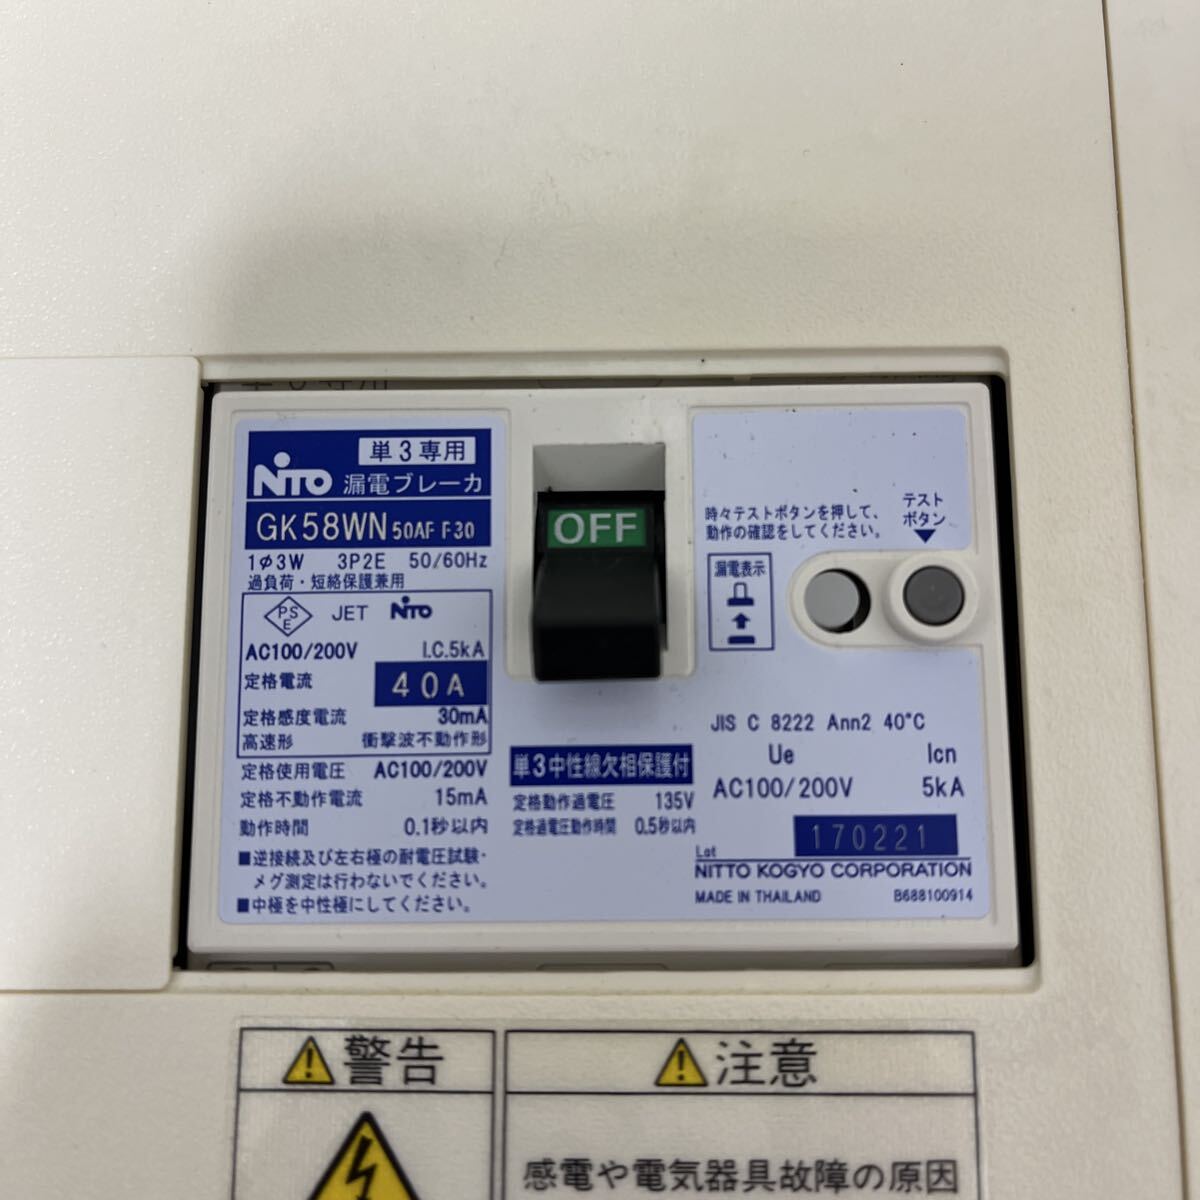 単3専用
NiTO 漏電ブレーカ
GK58WN 50AF F30
1φ3W 3P2E 50/60Hz
過負荷・短絡保護兼用
PS E JET NiTO
AC100/200V I.C.5kA
定格電流 40A
定格感度電流 30mA
高速形 衝撃波不動作形
定格使用電圧 AC100/200V
定格不動作電流 15mA
動作時間 0.1秒以内
■逆接続及び左右極の耐電圧試験・
メグ測定は行わないでください。
■中極を中性極にしてください。
OFF
単3中性線欠相保護付
定格動作過電圧 135V
定格過電圧動作時間 0.5秒以内
時々テストボタンを押して、
動作の確認をしてください。
テスト
ボタン
漏電表示
JIS C 8222 Ann2 40°C
Ue Icn
AC100/200V 5kA
Lot 170221
NITTO KOGYO CORPORATION
MADE IN THAILAND B688100914
警告
注意
感電や電気器具故障の原因